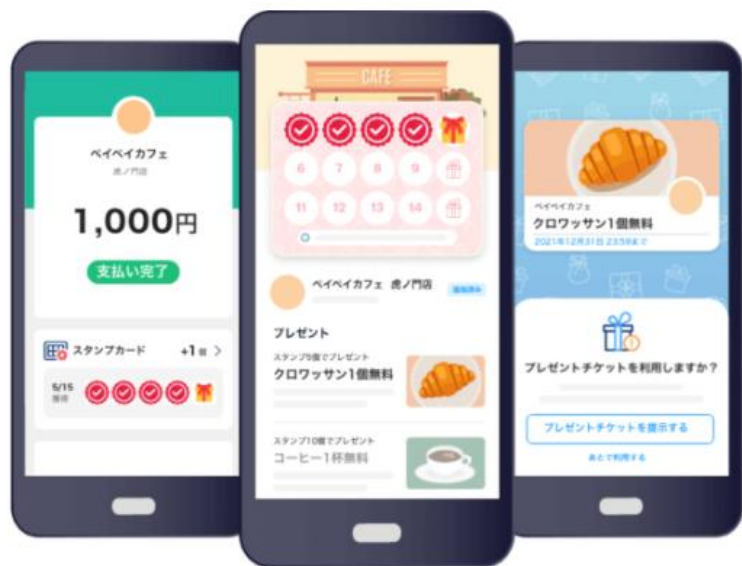 ペイペイカフェ
虎ノ門店
1,000円
支払い完了
スタンプカード +1個 >
5/15
獲得
CAFE
6 7 8 9
11 12 13 14
ペイペイカフェ 虎ノ門店 追加済み
プレゼント
スタンプ5個でプレゼント
クロワッサン1個無料
スタンプ10個でプレゼント
コーヒー1杯無料
ペイペイカフェ
クロワッサン1個無料
2021年12月31日 23:59まで
プレゼントチケットを利用しますか？
プレゼントチケットを提示する
あとで利用する